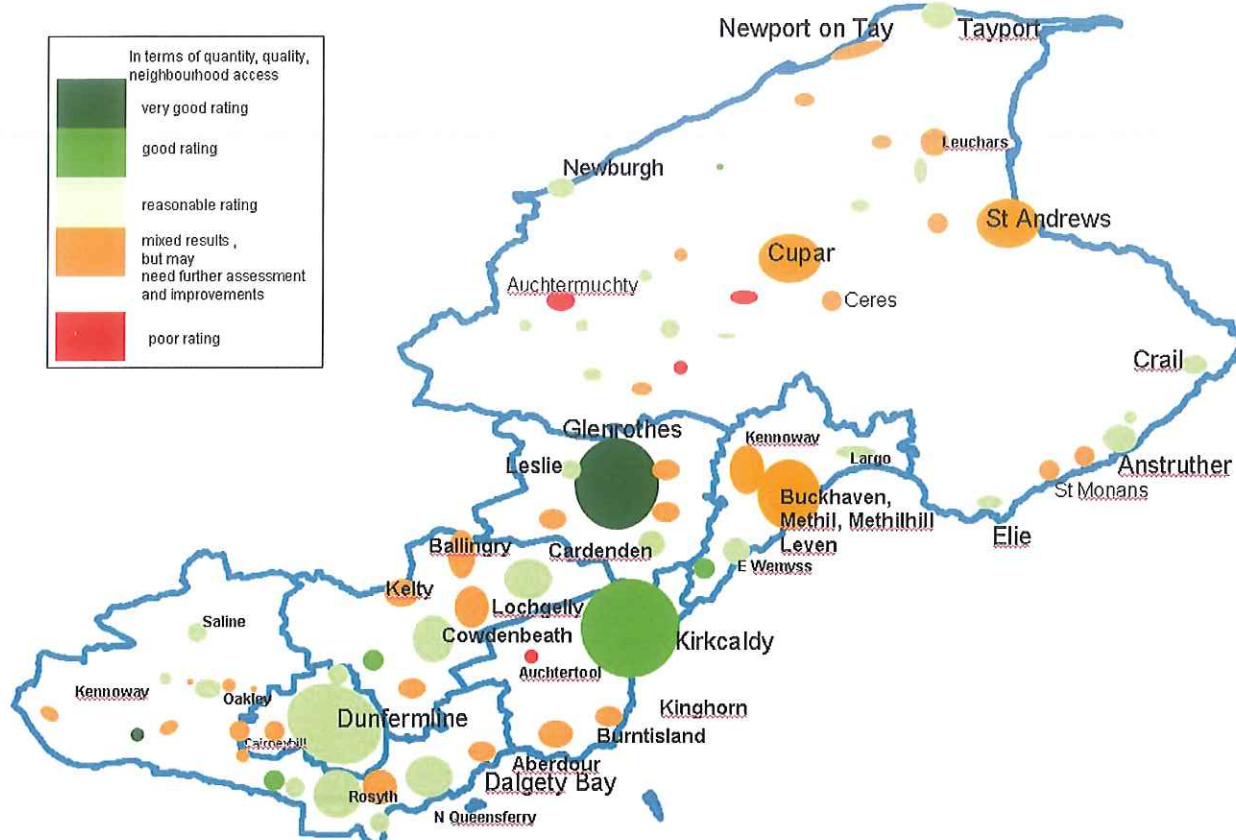 In terms of quantity, quality,
neighbourhood access
very good rating
good rating
reasonable rating
mixed results ,
but may
need further assessment
and improvements
poor rating
Newport on Tay
Tayport
Leuchars
Newburgh
St Andrews
Cupar
Auchtermuchty
Ceres
Crail
Glenrothes
Kennoway
Leslie
Largo
Anstruther
St Monans
Buckhaven,
Methil, Methilhill
Leven
Elie
Ballingry
Cardenden
E Wemyss
Kelty
Lochgelly
Saline
Cowdenbeath
Kirkcaldy
Auchtertool
Kennoway
Oakley
Kinghorn
Dunfermline
Burntisland
Cairneyhill
Aberdour
Dalgety Bay
Rosyth
N Queensferry